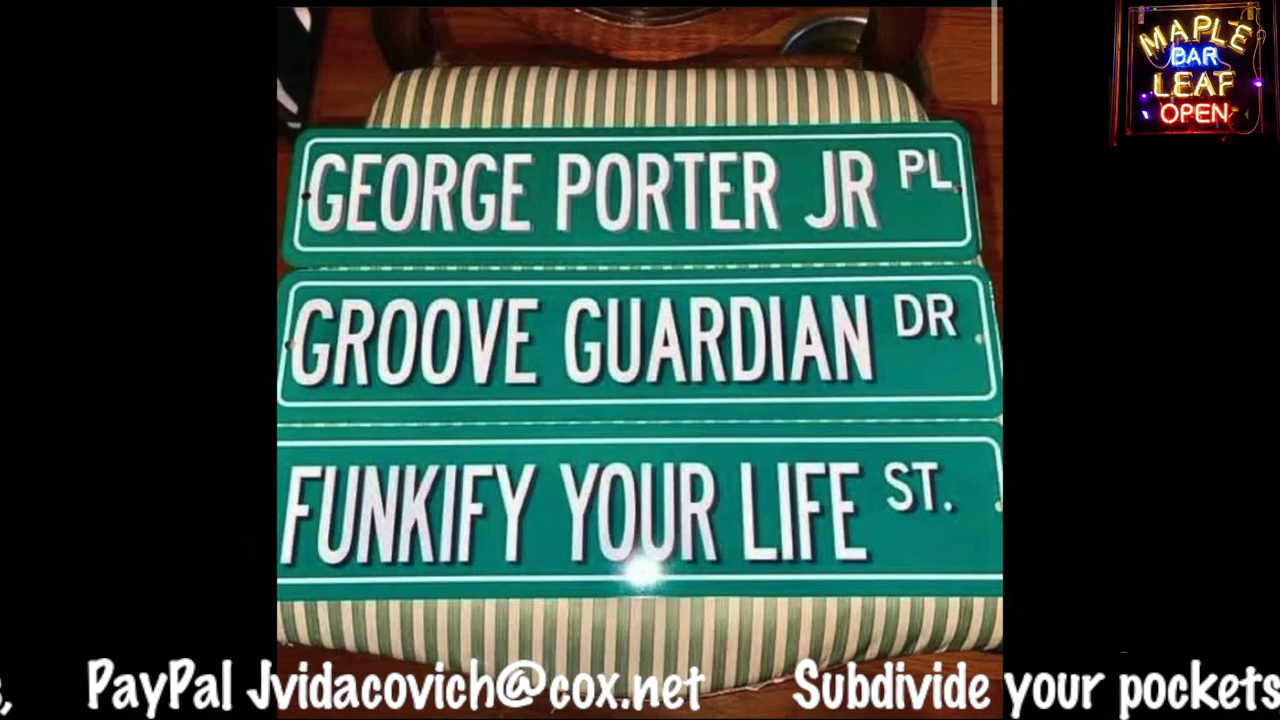 MAPLE
BAR
LEAF
OPEN
GEORGE PORTER JR PL
GROOVE GUARDIAN DR
FUNKIFY YOUR LIFE ST.
PayPal Jvidacovich@cox.net Subdivide your pockets